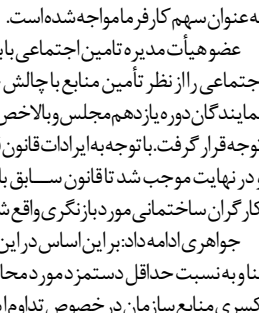 به عنوان سهم کارفرما مواجه شده است.
عضو هیأت مدیره تامین اجتماعی با
اجتماعی را از نظر تأمین منابع با چالش
نمایندگان دوره یازدهم مجلس و بالاخص
توجه قرار گرفت. با توجه به ایرادات قانون
و در نهایت موجب شد تا قانون ســابق با
کارگران ساختمانی مورد بازنگری واقع ش
جواهری ادامه داد: بر این اساس در این
بنا و به نسبت حداقل دستمزد مورد محا
کسری منابع سازمان در خصوص تداوم ا